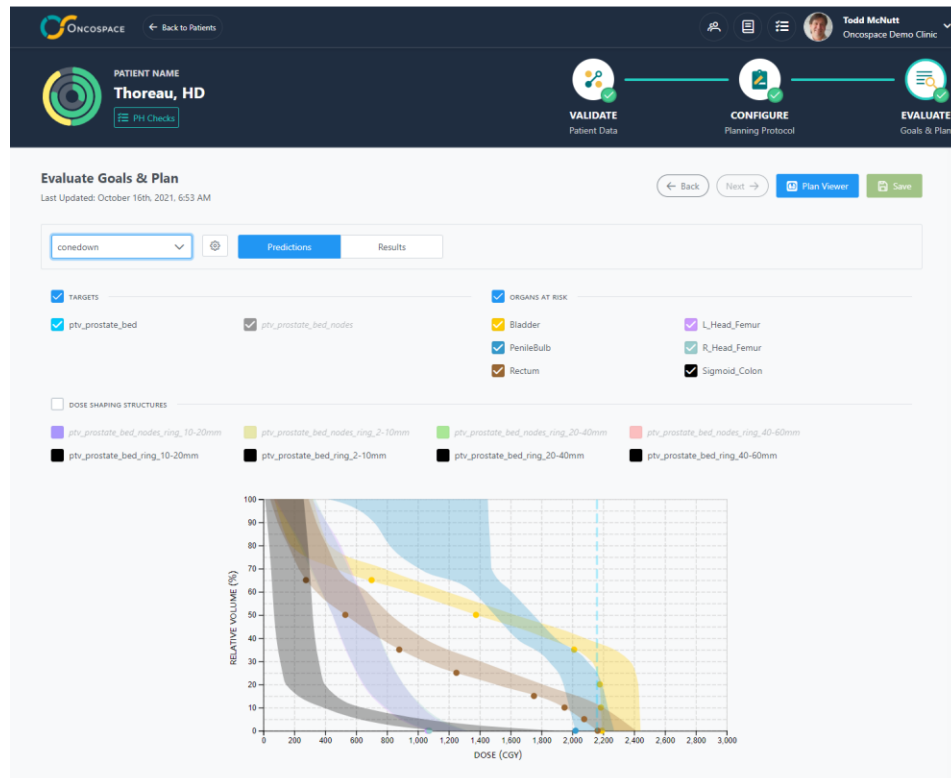 ONCOSPACE
← Back to Patients
Todd McNutt
Oncospace Demo Clinic
PATIENT NAME
Thoreau, HD
PH Checks
VALIDATE
Patient Data
CONFIGURE
Planning Protocol
EVALUATE
Goals & Plan
Evaluate Goals & Plan
Last Updated: October 16th, 2021, 6:53 AM
← Back
Next →
Plan Viewer
Save
conedown
Predictions
Results
TARGETS
ptv_prostate_bed
ptv_prostate_bed_nodes
ORGANS AT RISK
Bladder
L_Head_Femur
PenileBulb
R_Head_Femur
Rectum
Sigmoid_Colon
DOSE SHAPING STRUCTURES
ptv_prostate_bed_nodes_ring_10-20mm
ptv_prostate_bed_nodes_ring_2-10mm
ptv_prostate_bed_nodes_ring_20-40mm
ptv_prostate_bed_nodes_ring_40-60mm
ptv_prostate_bed_ring_10-20mm
ptv_prostate_bed_ring_2-10mm
ptv_prostate_bed_ring_20-40mm
ptv_prostate_bed_ring_40-60mm
RELATIVE VOLUME (%)
100
90
80
70
60
50
40
30
20
10
0
0 200 400 600 800 1,000 1,200 1,400 1,600 1,800 2,000 2,200 2,400 2,600 2,800 3,000
DOSE (CGY)